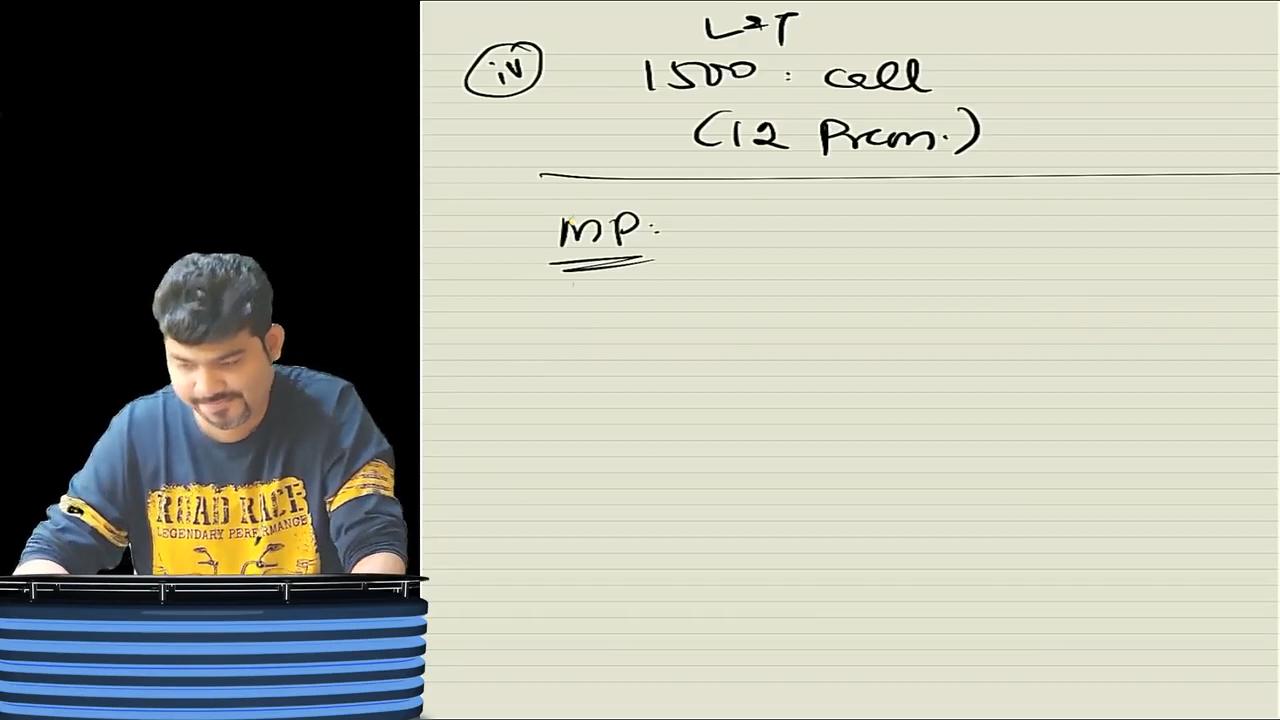 L&T
iv 1500 : call
(12 Prem.)
MP:
ROAD RACE
LEGENDARY PERFORMANCE